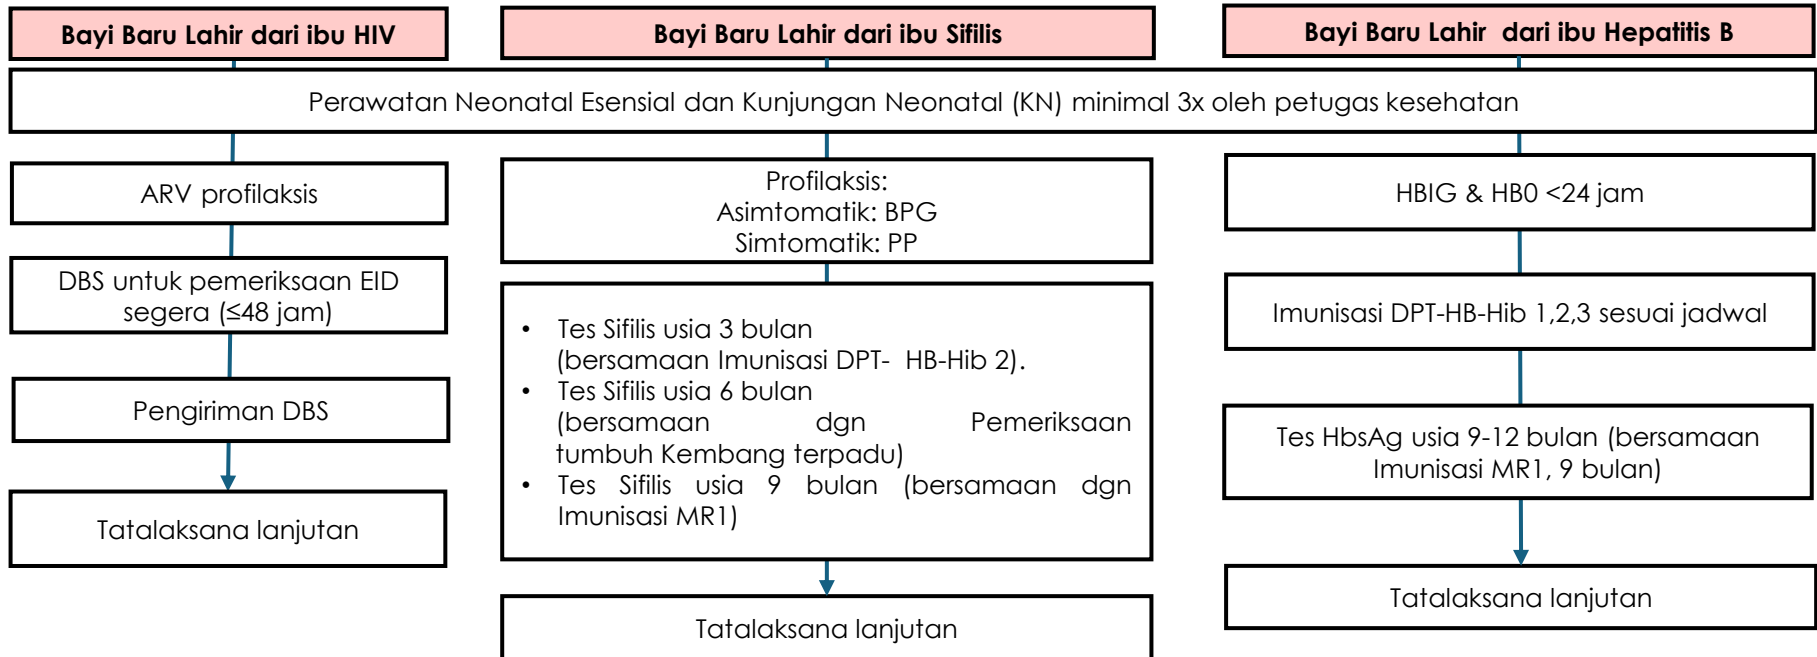 Bayi Baru Lahir dari ibu HIV
Bayi Baru Lahir dari ibu Sifilis
Bayi Baru Lahir dari ibu Hepatitis B
Perawatan Neonatal Esensial dan Kunjungan Neonatal (KN) minimal 3x oleh petugas kesehatan
ARV profilaksis
DBS untuk pemeriksaan EID
segera (≤48 jam)
Pengiriman DBS
Tatalaksana lanjutan
Profilaksis:
Asimtomatik: BPG
Simtomatik: PP
• Tes Sifilis usia 3 bulan
(bersamaan Imunisasi DPT- HB-Hib 2).
• Tes Sifilis usia 6 bulan
(bersamaan dgn Pemeriksaan
tumbuh Kembang terpadu)
• Tes Sifilis usia 9 bulan (bersamaan dgn
Imunisasi MR1)
Tatalaksana lanjutan
HBIG & HB0 <24 jam
Imunisasi DPT-HB-Hib 1,2,3 sesuai jadwal
Tes HbsAg usia 9-12 bulan (bersamaan
Imunisasi MR1, 9 bulan)
Tatalaksana lanjutan